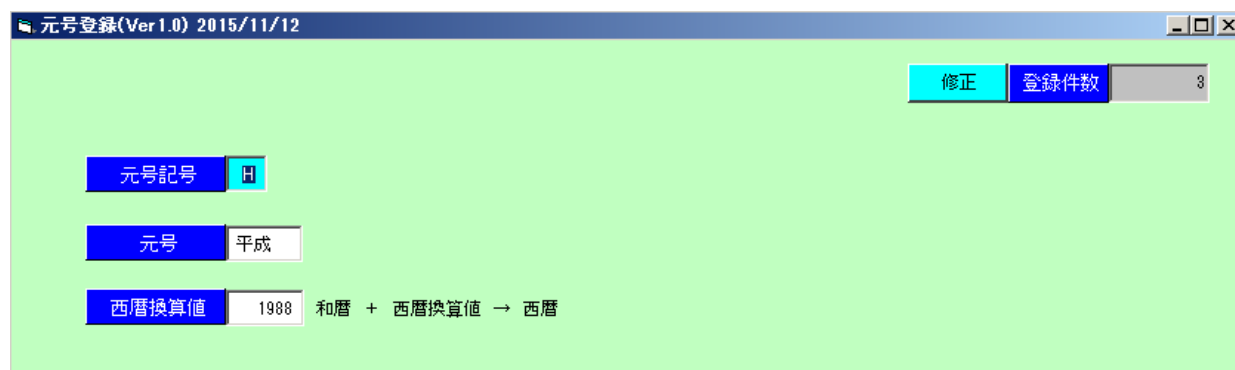 元号登録(Ver1.0) 2015/11/12
修正 登録件数 3
元号記号 H
元号 平成
西暦換算値 1988 和暦 + 西暦換算値 → 西暦